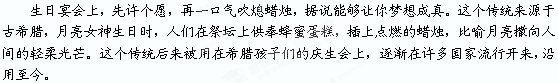 生日宴会上，先许个愿，再一口气吹熄蜡烛，据说能够让你梦想成真。这个传统来源于
古希腊，月亮女神生日时，人们在祭坛上供奉蜂蜜蛋糕，插上点燃的蜡烛，比喻月亮撒向人
间的轻柔光芒。这个传统后来被用在希腊孩子们的庆生会上，逐渐在许多国家流行开来，沿
用至今。